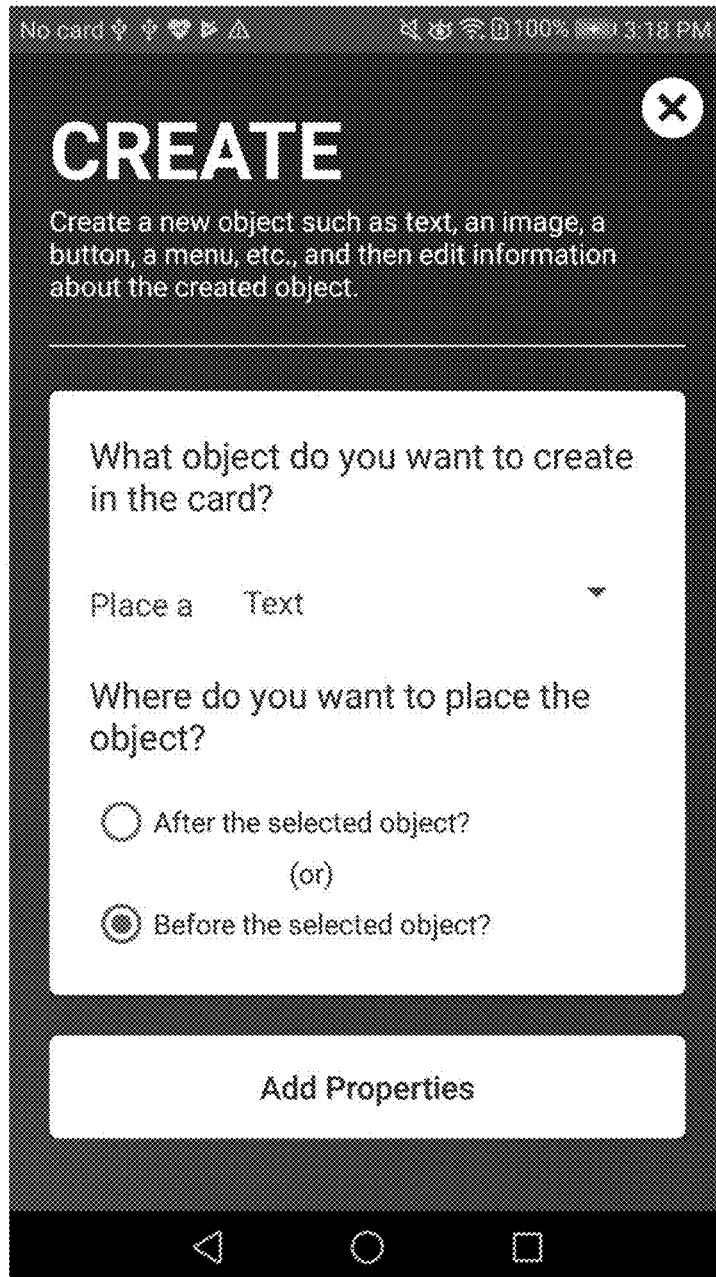 No card 100% 3:18 PM
CREATE
Create a new object such as text, an image, a
button, a menu, etc., and then edit information
about the created object.
What object do you want to create
in the card?
Place a Text
Where do you want to place the
object?
After the selected object?
(or)
Before the selected object?
Add Properties